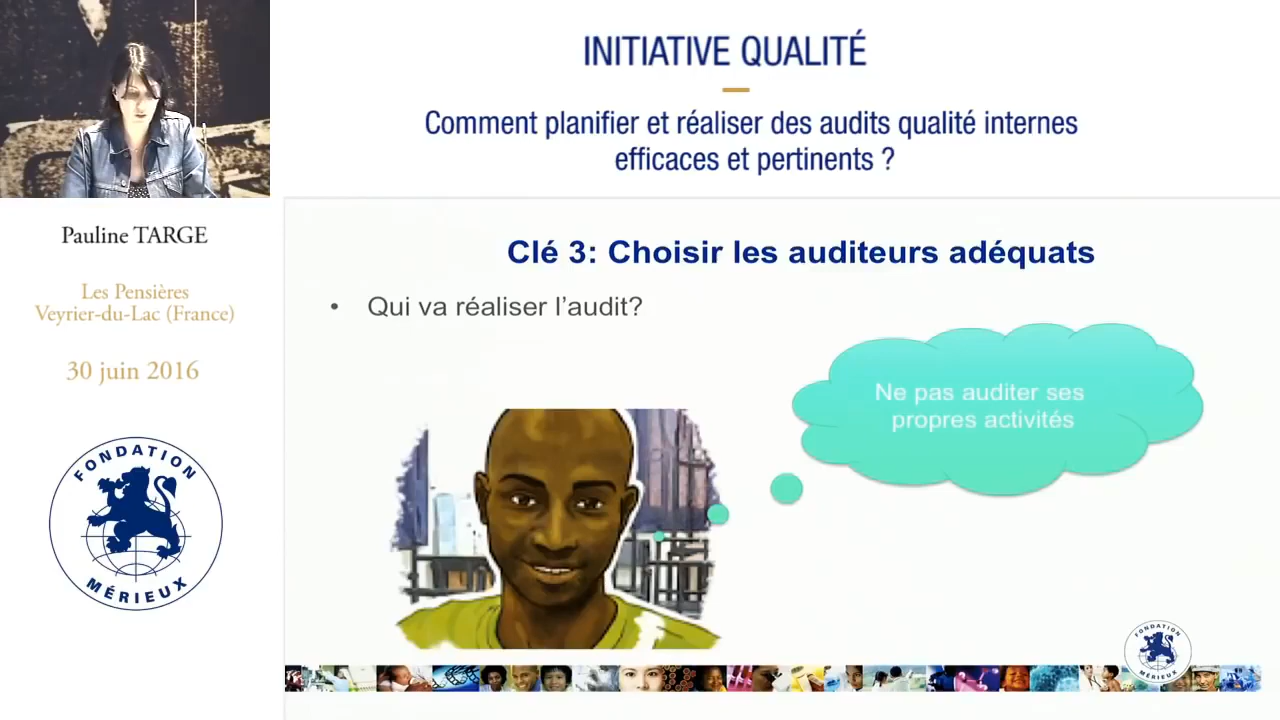 INITIATIVE QUALITÉ
Comment planifier et réaliser des audits qualité internes
efficaces et pertinents ?
Pauline TARGE
Les Pensières
Veyrier-du-Lac (France)
30 juin 2016
FONDATION
MÉRIEUX
Clé 3: Choisir les auditeurs adéquats
• Qui va réaliser l’audit?
Ne pas auditer ses
propres activités
FONDATION
MÉRIEUX